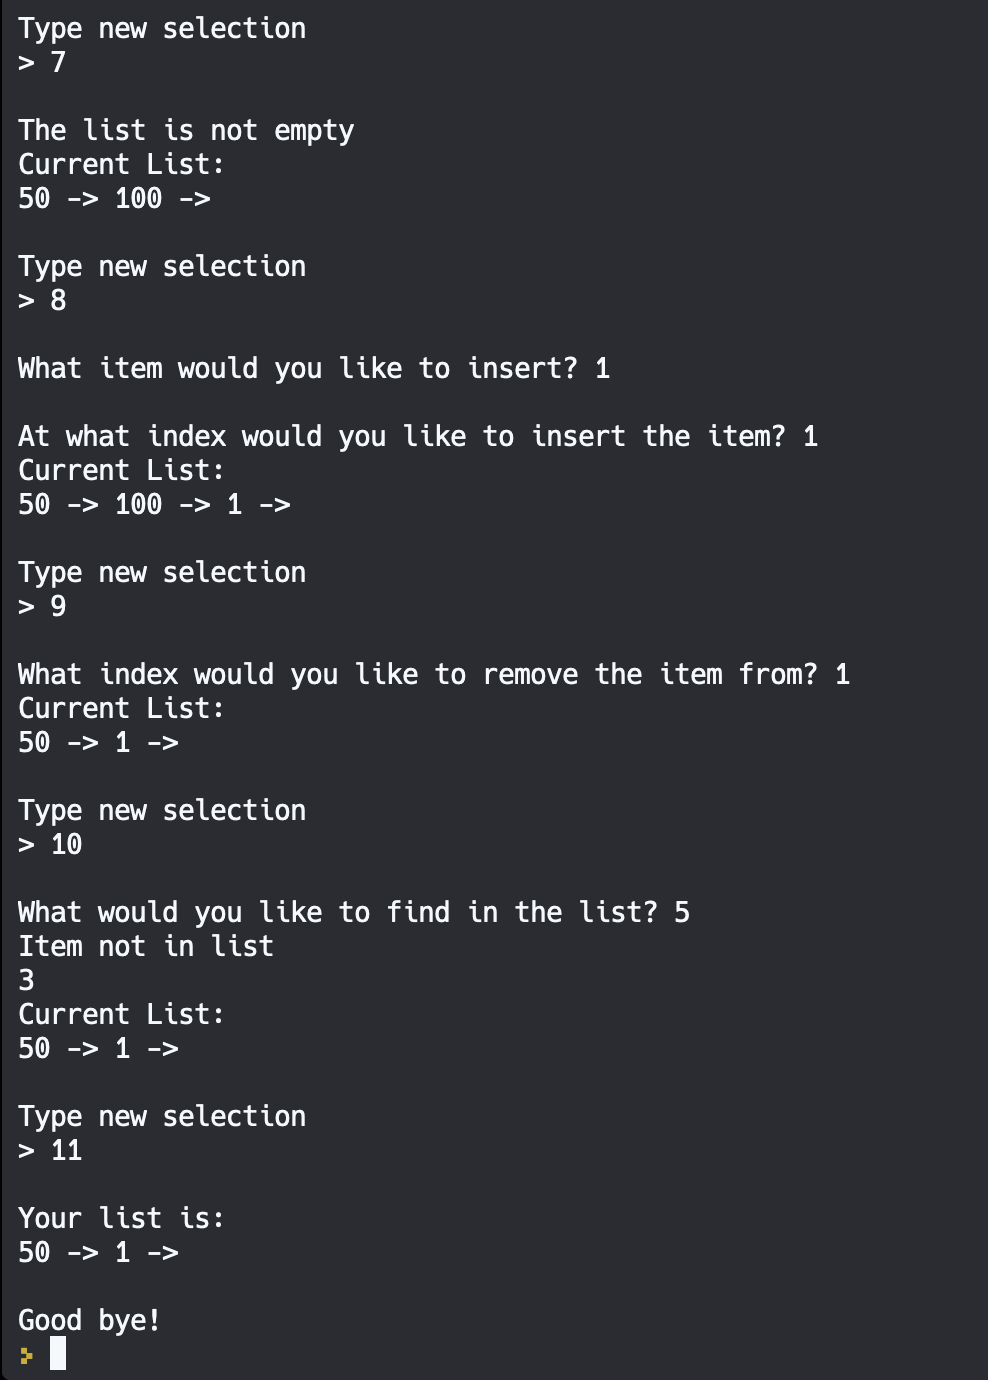 Type new selection
> 7
The list is not empty
Current List:
50 -> 100 ->
Type new selection
> 8
What item would you like to insert? 1
At what index would you like to insert the item? 1
Current List:
50 -> 100 -> 1 ->
Type new selection
> 9
What index would you like to remove the item from? 1
Current List:
50 -> 1 ->
Type new selection
> 10
What would you like to find in the list? 5
Item not in list
3
Current List:
50 -> 1 ->
Type new selection
> 11
Your list is:
50 -> 1 ->
Good bye!
>